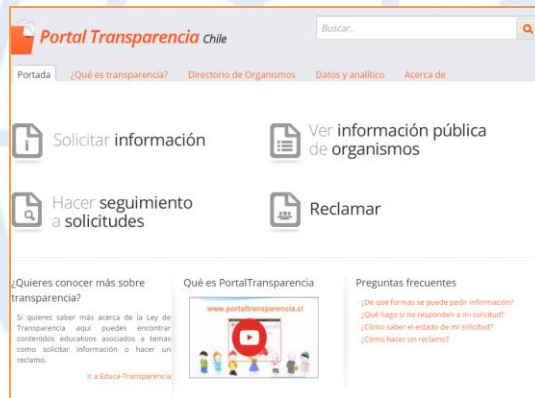 Portal Transparencia Chile
Buscar...
Portada ¿Qué es transparencia? Directorio de Organismos Datos y analítico Acerca de
Solicitar información
Ver información pública
de organismos
Hacer seguimiento
a solicitudes
Reclamar
¿Quieres conocer más sobre
transparencia?
Si quieres saber más acerca de la Ley de
Transparencia aquí puedes encontrar
contenidos educativos asociados a temas
como solicitar información o hacer un
reclamo.
Ir a Educa-Transparencia
Qué es PortalTransparencia
www.portaltransparencia.cl
Preguntas frecuentes
¿De qué formas se puede pedir información?
¿Qué hago si no responden a mi solicitud?
¿Cómo saber el estado de mi solicitud?
¿Cómo hacer un reclamo?